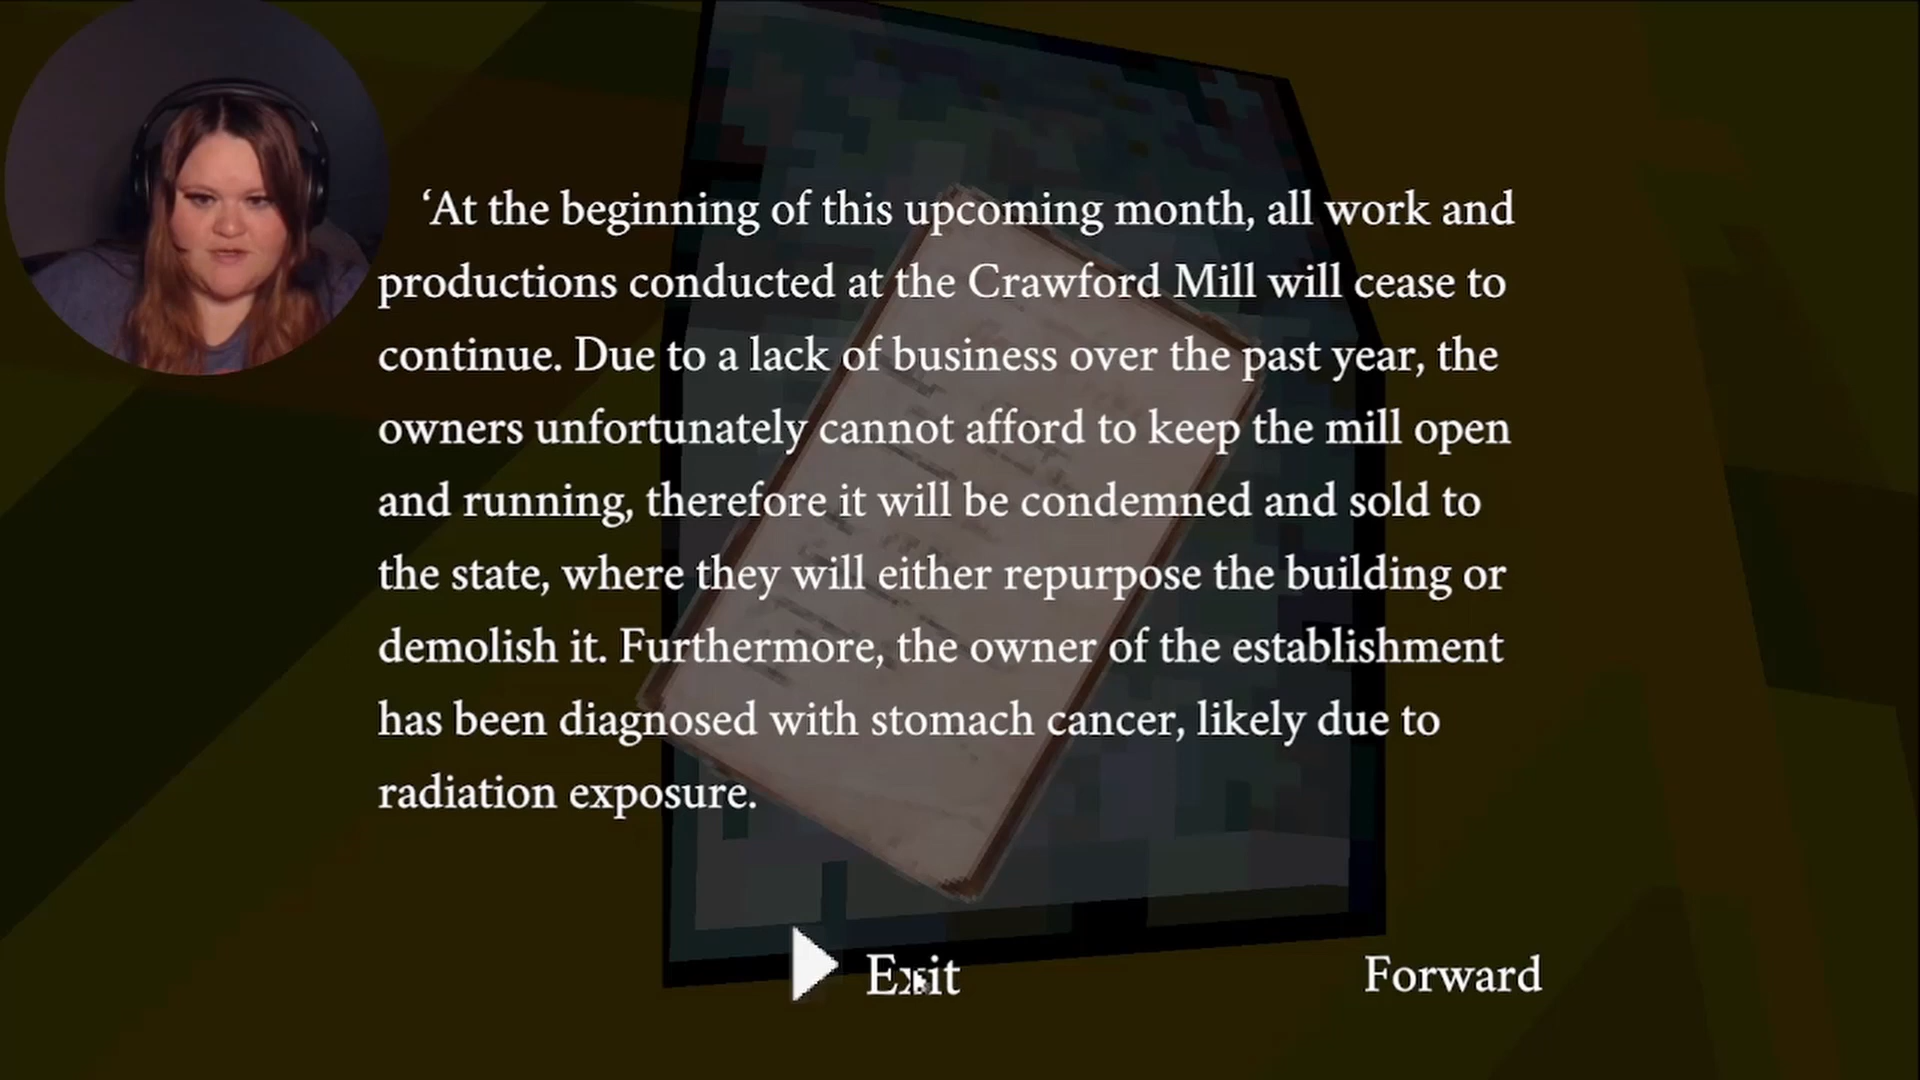 ‘At the beginning of this upcoming month, all work and
productions conducted at the Crawford Mill will cease to
continue. Due to a lack of business over the past year, the
owners unfortunately cannot afford to keep the mill open
and running, therefore it will be condemned and sold to
the state, where they will either repurpose the building or
demolish it. Furthermore, the owner of the establishment
has been diagnosed with stomach cancer, likely due to
radiation exposure.
Exit
Forward